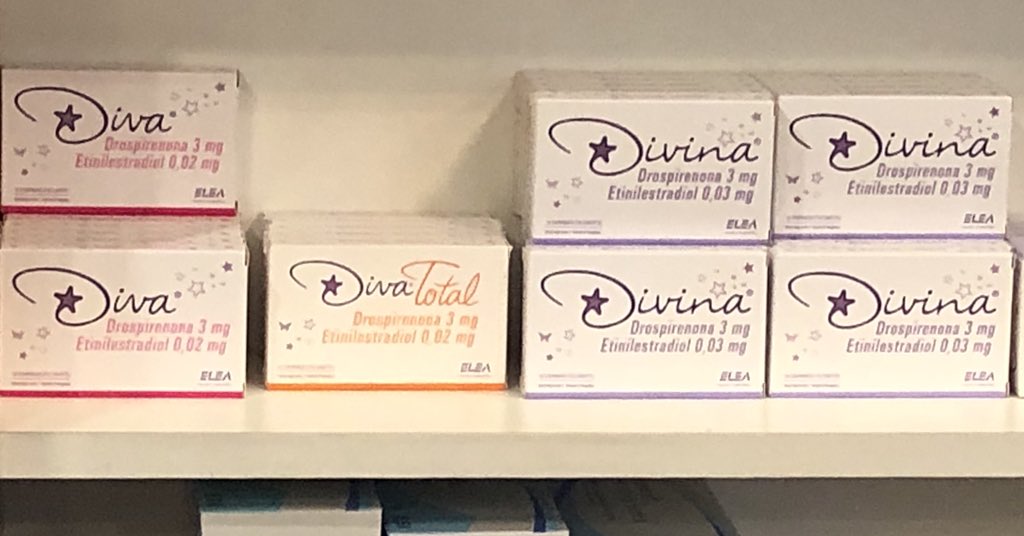 Diva®
Drospirenona 3 mg
Etinilestradiol 0,02 mg
ELEA
Divina®
Drospirenona 3 mg
Etinilestradiol 0,03 mg
ELEA
Divina®
Drospirenona 3 mg
Etinilestradiol 0,03 mg
ELEA
Diva®
Drospirenona 3 mg
Etinilestradiol 0,02 mg
ELEA
Diva Total
Drospirenona 3 mg
Etinilestradiol 0,02 mg
ELEA
Divina®
Drospirenona 3 mg
Etinilestradiol 0,03 mg
ELEA
Divina®
Drospirenona 3 mg
Etinilestradiol 0,03 mg
ELEA